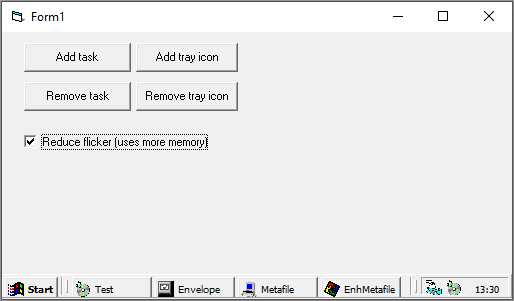 Form1
Add task
Add tray icon
Remove task
Remove tray icon
Reduce flicker (uses more memory)
Start
Test
Envelope
Metafile
EnhMetafile
13:30